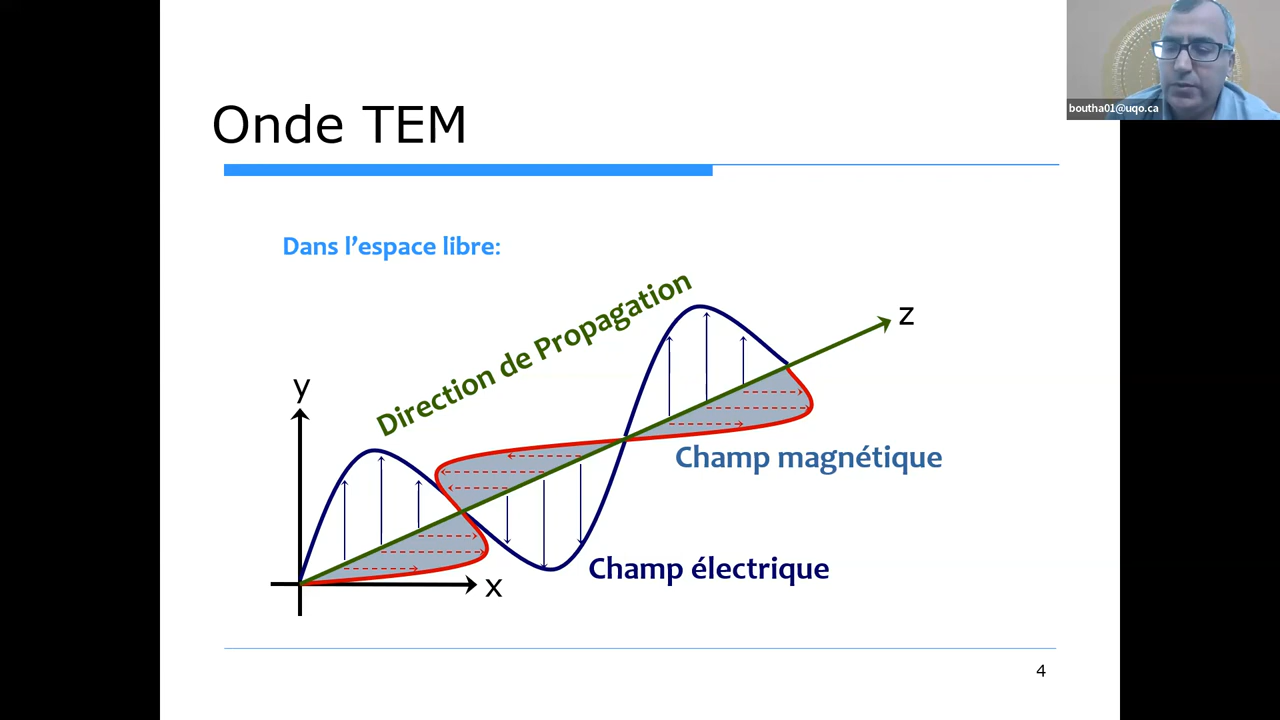 Onde TEM
boutha01@uqo.ca
Dans l’espace libre:
Direction de Propagation
z
y
Champ magnétique
Champ électrique
x
4